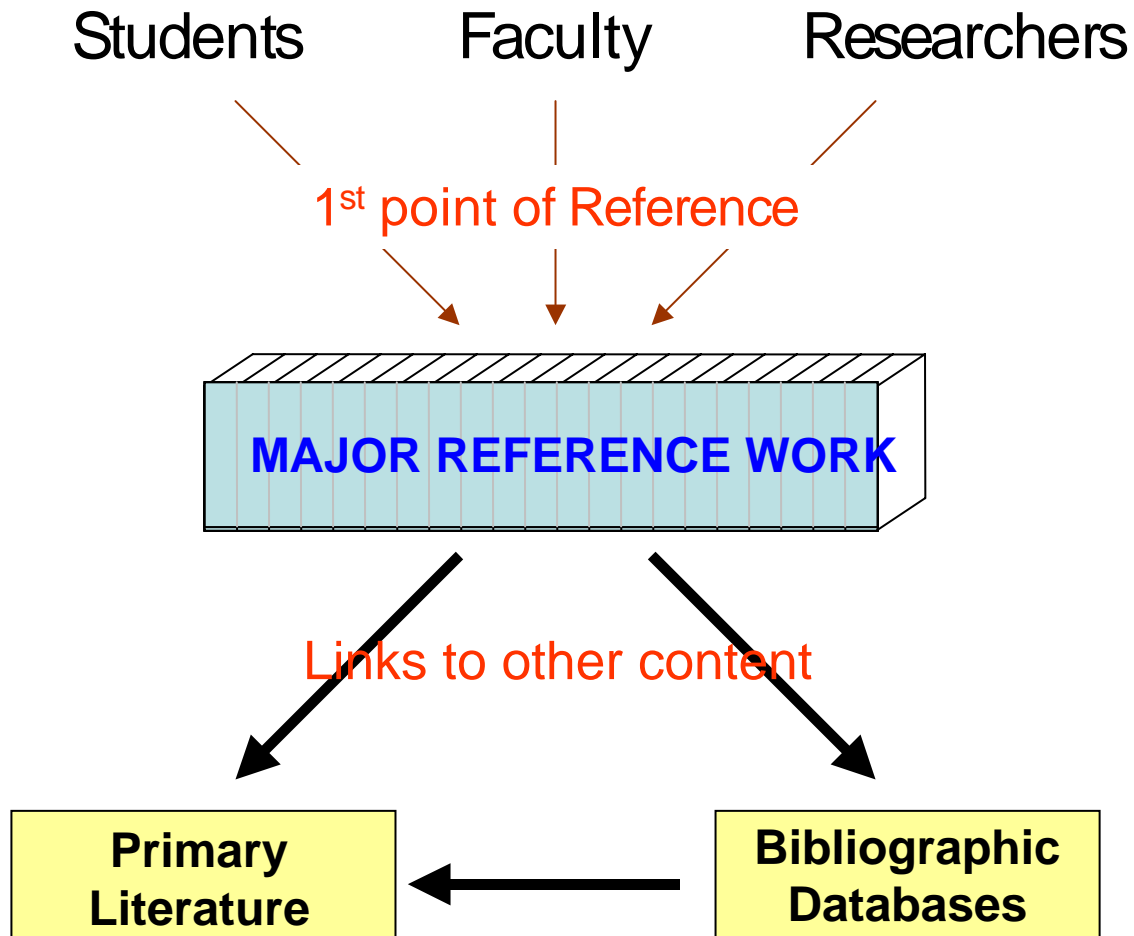 Students Faculty Researchers
1st point of Reference
MAJOR REFERENCE WORK
Links to other content
Primary
Literature
Bibliographic
Databases